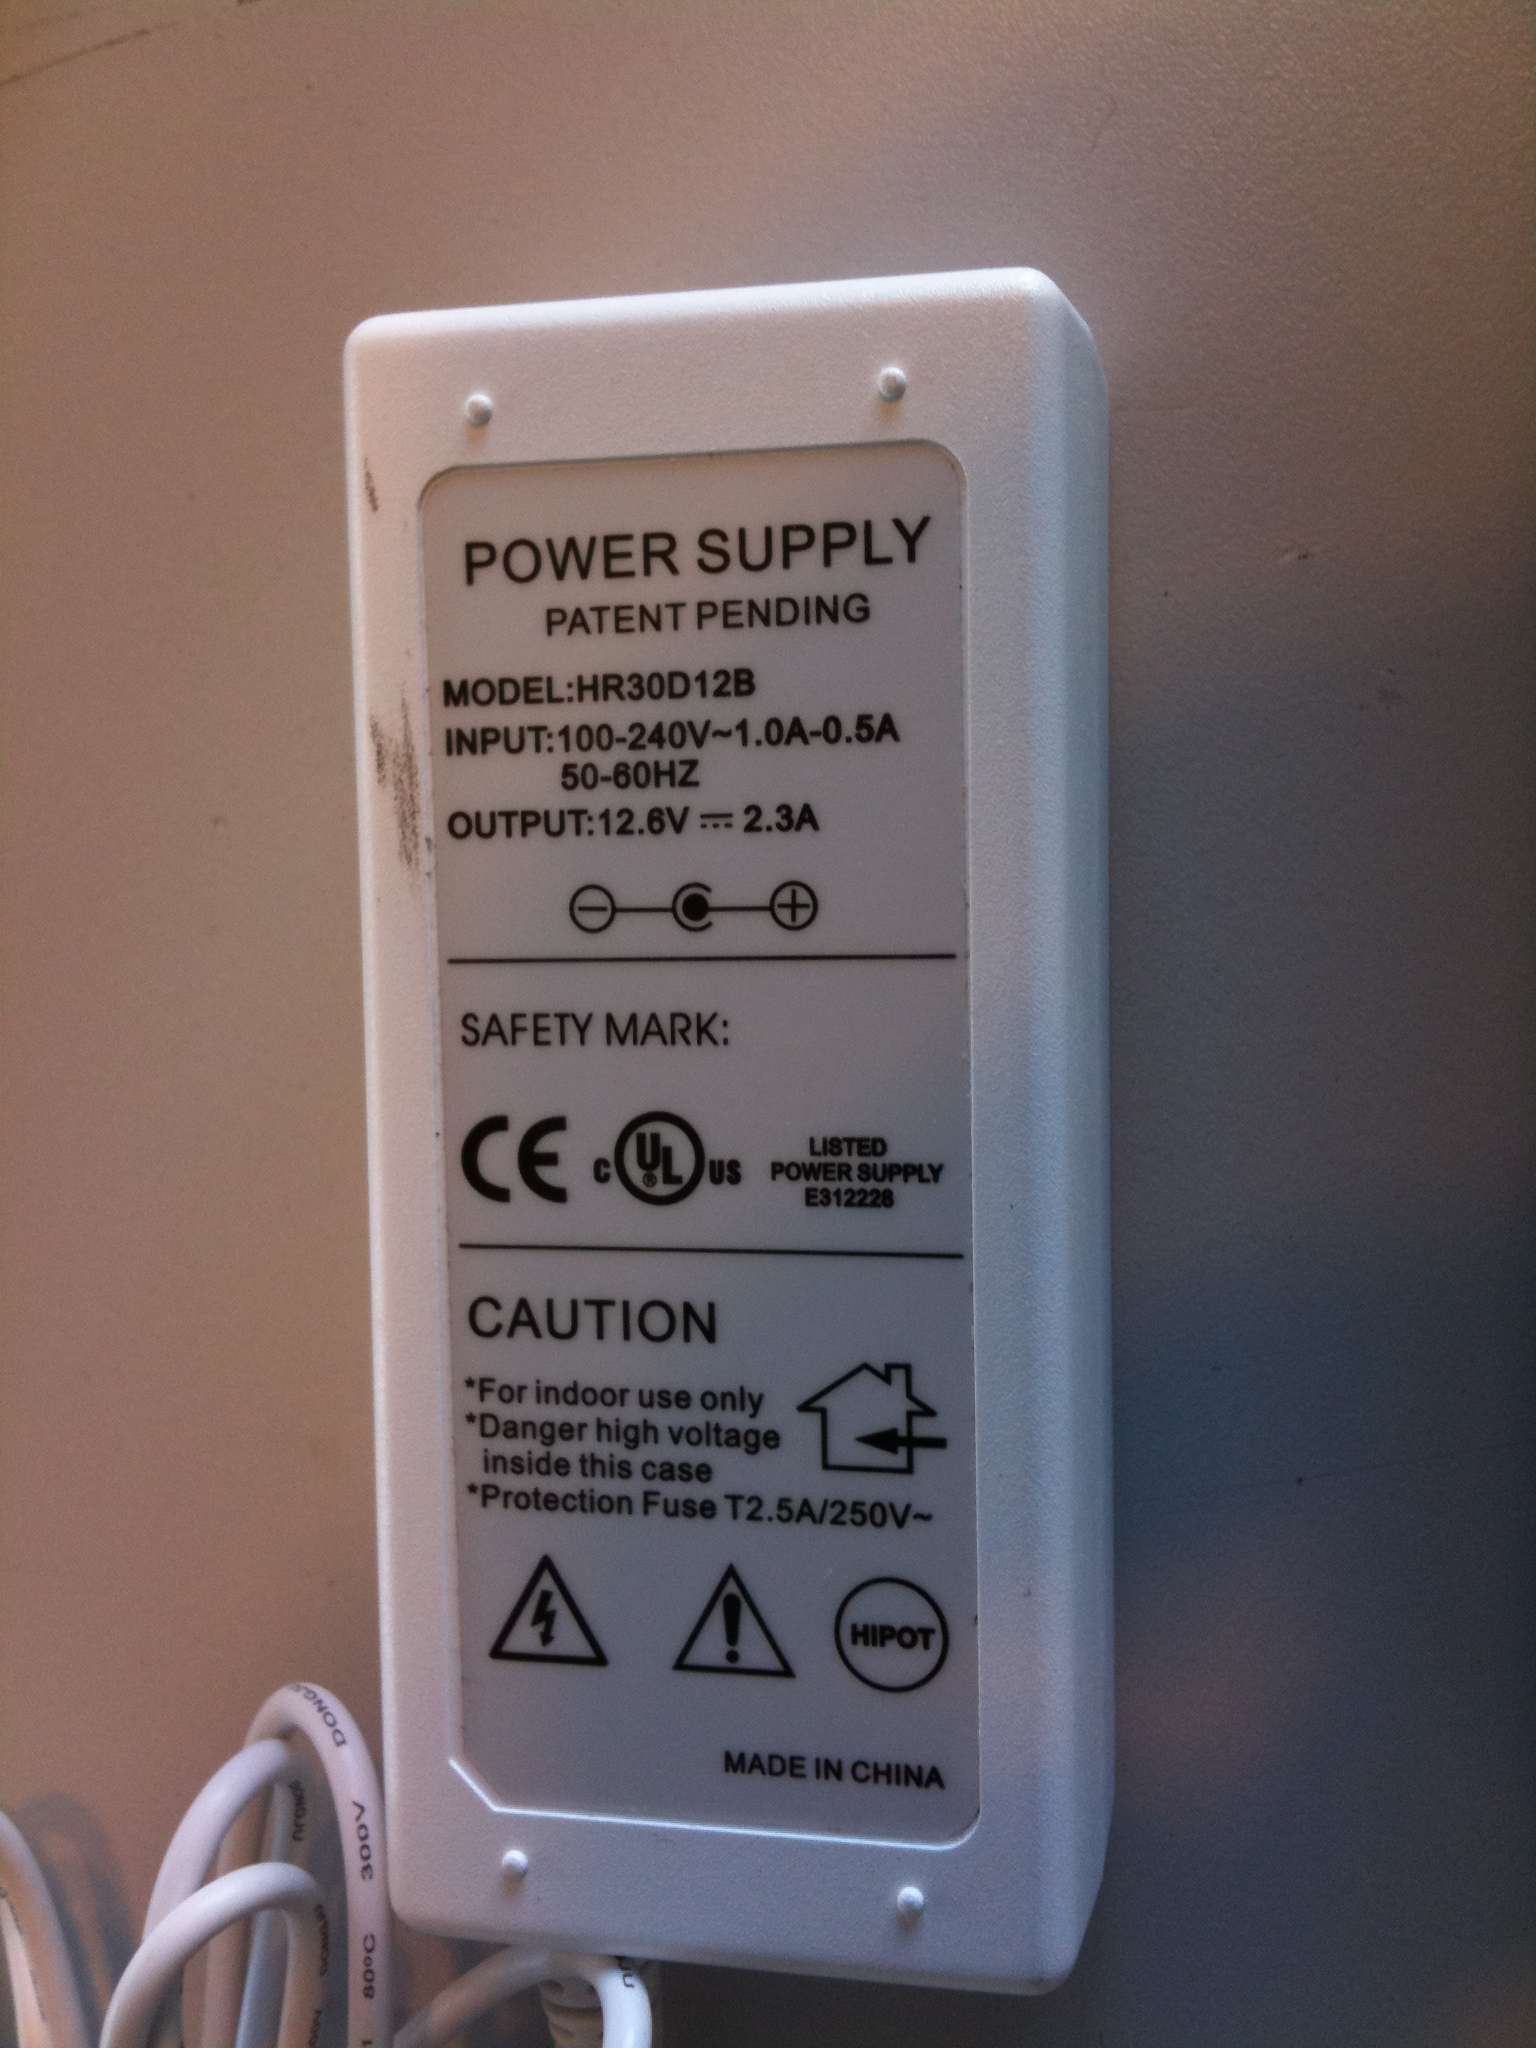 POWER SUPPLY
PATENT PENDING
MODEL:HR30D12B
INPUT:100-240V~1.0A-0.5A
50-60HZ
OUTPUT:12.6V ⎓ 2.3A
SAFETY MARK:
CE c UL® US LISTED
POWER SUPPLY
E312228
CAUTION
*For indoor use only
*Danger high voltage
inside this case
*Protection Fuse T2.5A/250V~
HIPOT
MADE IN CHINA
300V
80°C